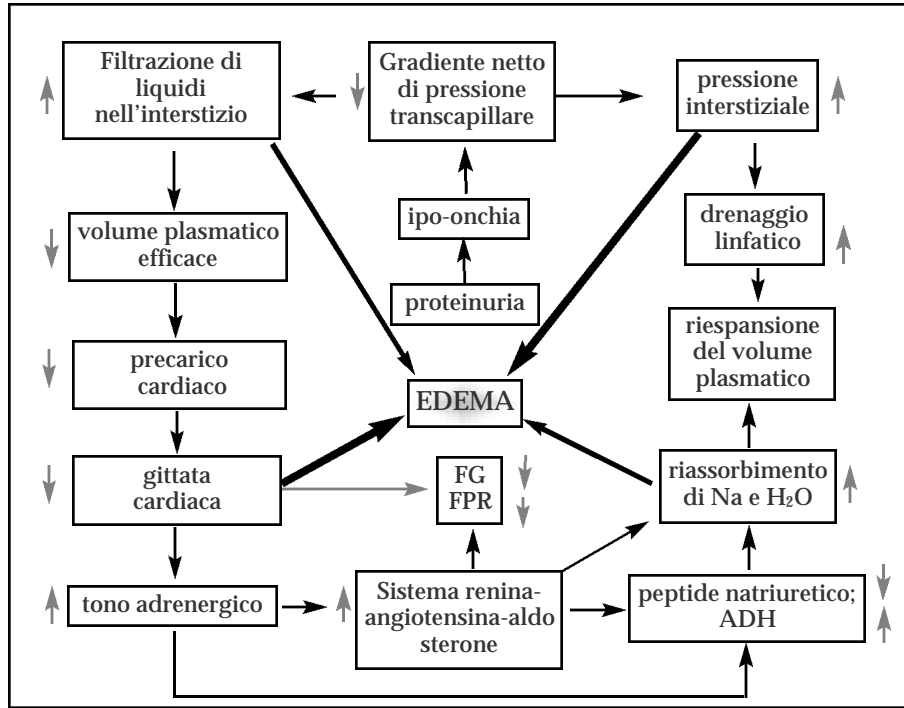 Filtrazione di
liquidi
nell'interstizio
Gradiente netto
di pressione
transcapillare
pressione
interstiziale
volume plasmatico
efficace
ipo-onchia
drenaggio
linfatico
proteinuria
precarico
cardiaco
riespansione
del volume
plasmatico
EDEMA
gittata
cardiaca
FG
FPR
riassorbimento
di Na e H₂O
tono adrenergico
Sistema renina-
angiotensina-aldo
sterone
peptide natriuretico;
ADH